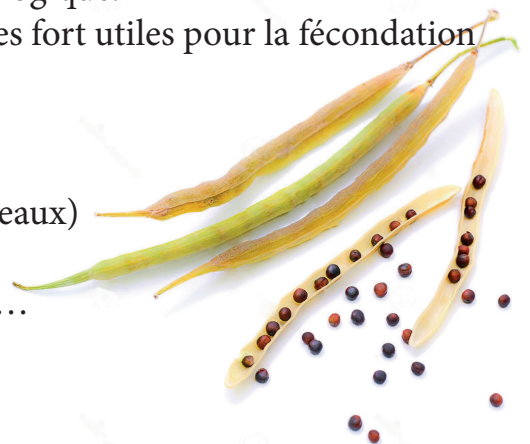 es fort utiles pour la fécondation
eaux)
…